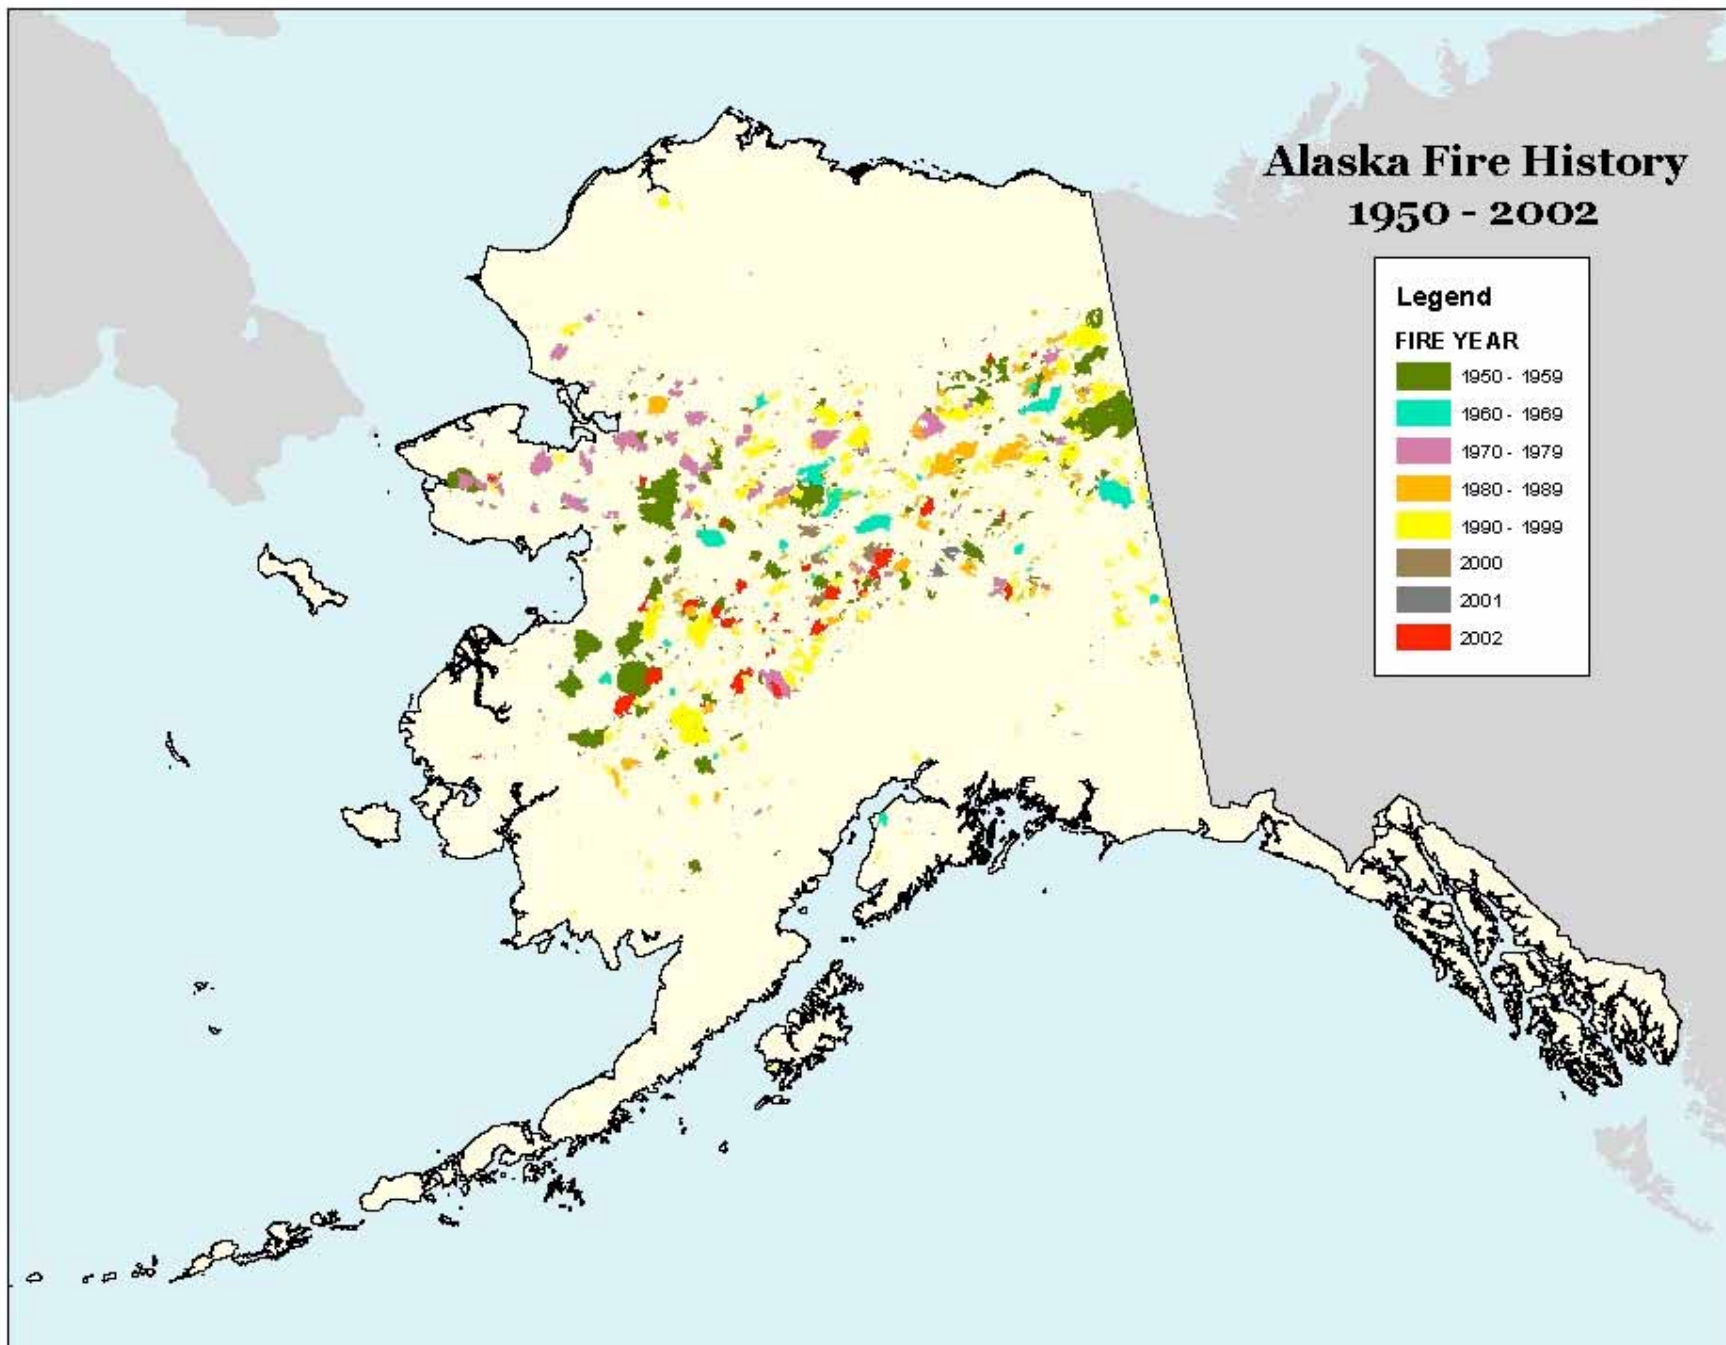 Alaska Fire History
1950 - 2002
Legend
FIRE YEAR
1950 - 1959
1960 - 1969
1970 - 1979
1980 - 1989
1990 - 1999
2000
2001
2002